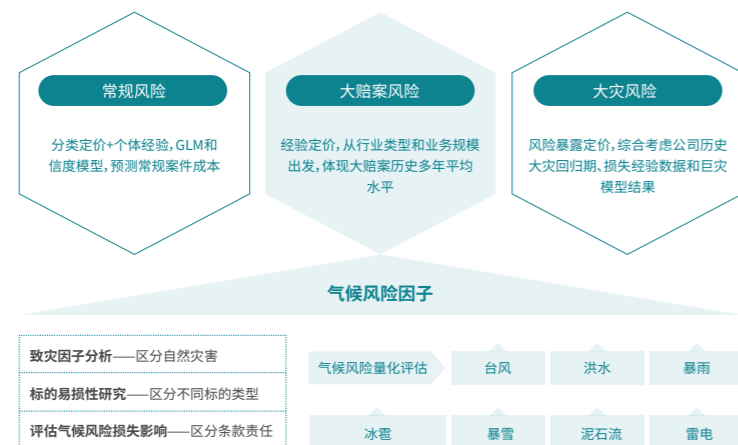 常规风险
分类定价+个体经验，GLM和
信度模型，预测常规案件成本
大赔案风险
经验定价，从行业类型和业务规模
出发，体现大赔案历史多年平均
水平
大灾风险
风险暴露定价，综合考虑公司历史
大灾回归期、损失经验数据和巨灾
模型结果
气候风险因子
致灾因子分析——区分自然灾害
标的易损性研究——区分不同标的类型
评估气候风险损失影响——区分条款责任
气候风险量化评估
台风
洪水
暴雨
冰雹
暴雪
泥石流
雷电